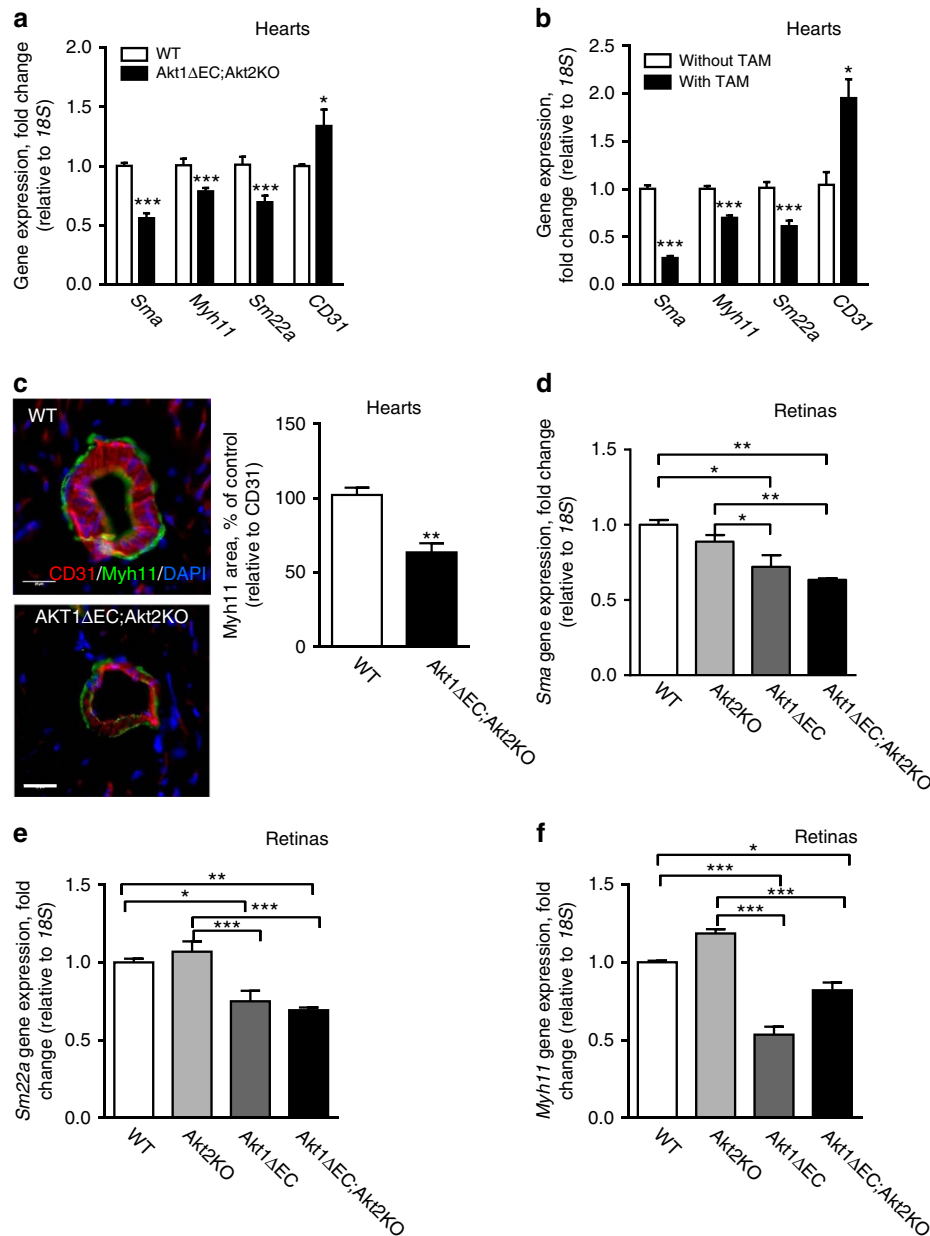 a
Hearts
Gene expression, fold change
(relative to 18S)
2.0
1.5
1.0
0.5
0.0
WT
Akt1ΔEC;Akt2KO
***
***
***
*
Sma
Myh11
Sm22a
CD31
b
Hearts
Gene expression,
fold change (relative to 18S)
2.5
2.0
1.5
1.0
0.5
0.0
Without TAM
With TAM
***
***
***
*
Sma
Myh11
Sm22a
CD31
c
WT
CD31/Myh11/DAPI
AKT1ΔEC;Akt2KO
Hearts
Myh11 area, % of control
(relative to CD31)
150
100
50
0
**
WT
Akt1ΔEC;Akt2KO
d
Retinas
Sma gene expression, fold change
(relative to 18S)
1.5
1.0
0.5
0.0
**
*
**
*
WT
Akt2KO
Akt1ΔEC
Akt1ΔEC;Akt2KO
e
Retinas
Sm22a gene expression, fold
change (relative to 18S)
1.5
1.0
0.5
0.0
**
*
***
***
WT
Akt2KO
Akt1ΔEC
Akt1ΔEC;Akt2KO
f
Retinas
Myh11 gene expression, fold
change (relative to 18S)
1.5
1.0
0.5
0.0
*
***
***
***
WT
Akt2KO
Akt1ΔEC
Akt1ΔEC;Akt2KO